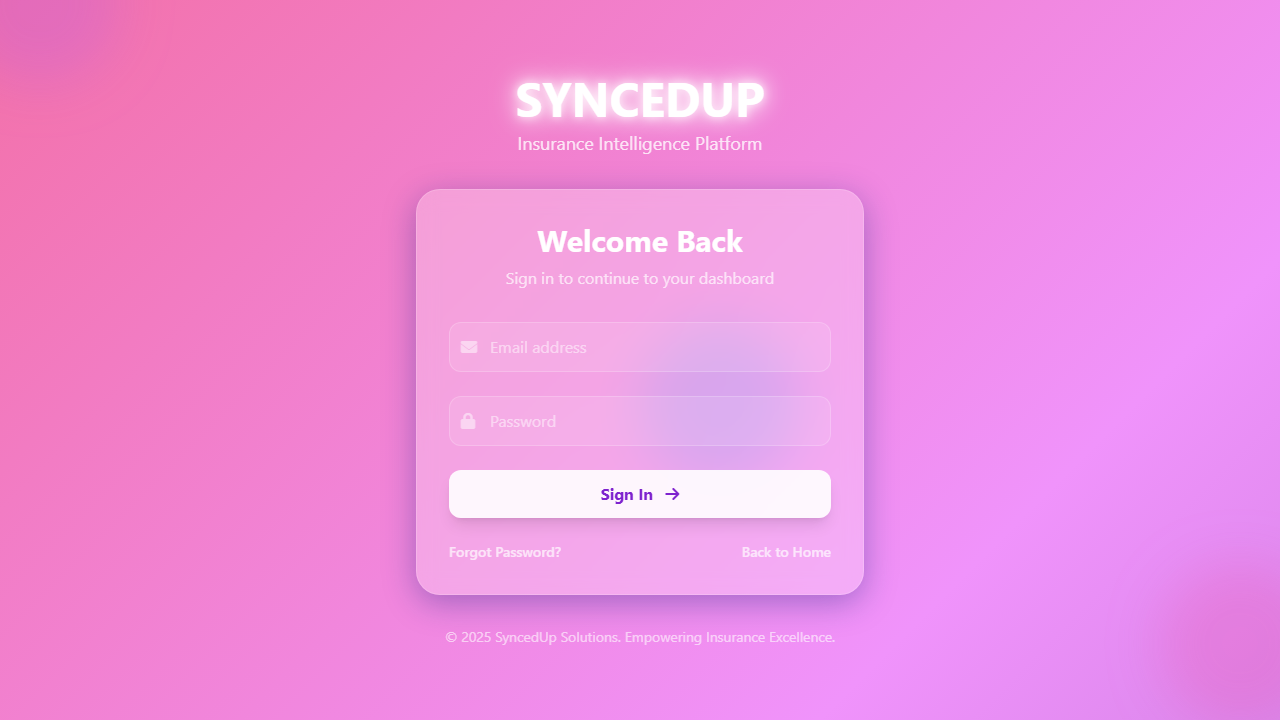 SYNCEDUP
Insurance Intelligence Platform
Welcome Back
Sign in to continue to your dashboard
Email address
Password
Sign In
Forgot Password?
Back to Home
© 2025 SyncedUp Solutions. Empowering Insurance Excellence.